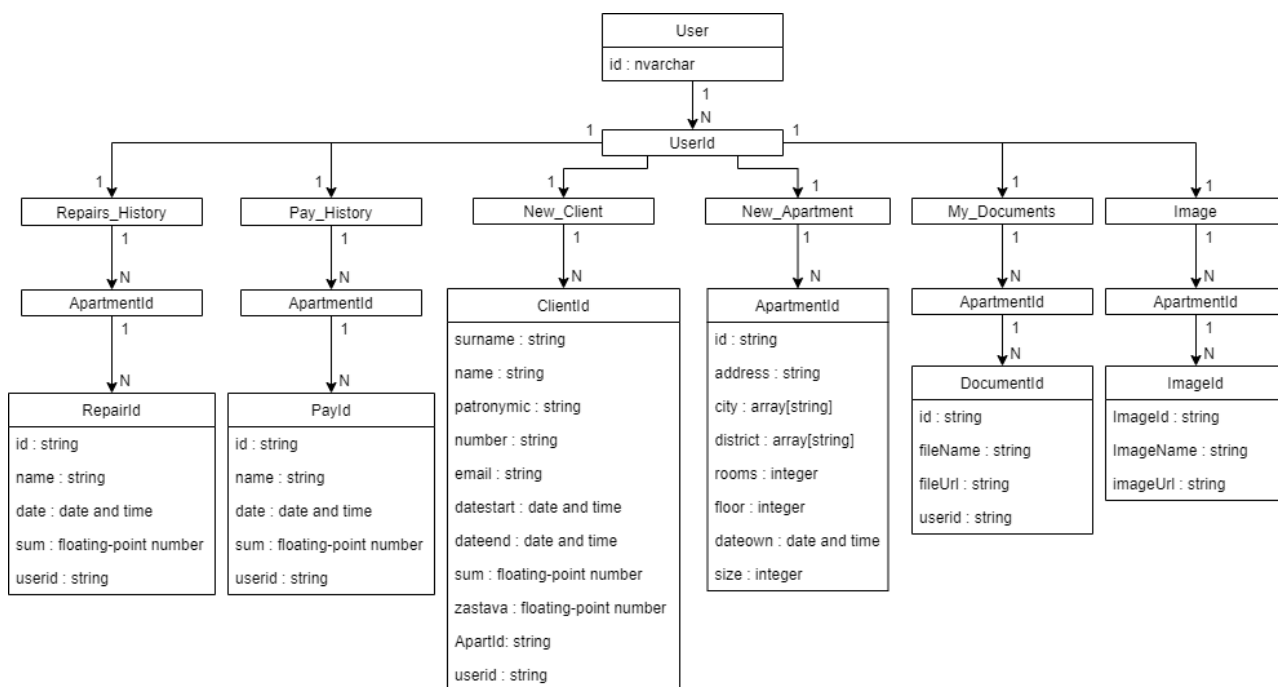 User
id : nvarchar
1
N
1
UserId
1
1
1
1
1
1
1
Repairs_History
Pay_History
New_Client
New_Apartment
My_Documents
Image
1
1
1
1
1
1
N
N
N
N
N
N
ApartmentId
ApartmentId
ClientId
ApartmentId
ApartmentId
ApartmentId
1
1
1
1
N
N
N
N
RepairId
id : string
name : string
date : date and time
sum : floating-point number
userid : string
PayId
id : string
name : string
date : date and time
sum : floating-point number
userid : string
surname : string
name : string
patronymic : string
number : string
email : string
datestart : date and time
dateend : date and time
sum : floating-point number
zastava : floating-point number
ApartId: string
userid : string
id : string
address : string
city : array[string]
district : array[string]
rooms : integer
floor : integer
dateown : date and time
size : integer
DocumentId
id : string
fileName : string
fileUrl : string
userid : string
ImageId
ImageId : string
ImageName : string
imageUrl : string